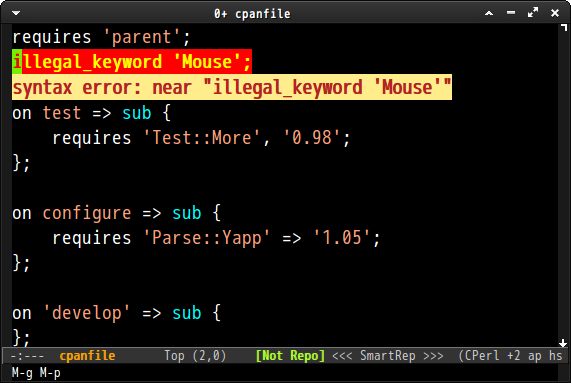 0+ cpanfile
requires 'parent';
illegal_keyword 'Mouse';
syntax error: near "illegal_keyword 'Mouse'"
on test => sub {
    requires 'Test::More', '0.98';
};
on configure => sub {
    requires 'Parse::Yapp' => '1.05';
};
on 'develop' => sub {
};
-:--- cpanfile Top (2,0) [Not Repo] <<< SmartRep >>> (CPerl +2 ap hs
M-g M-p